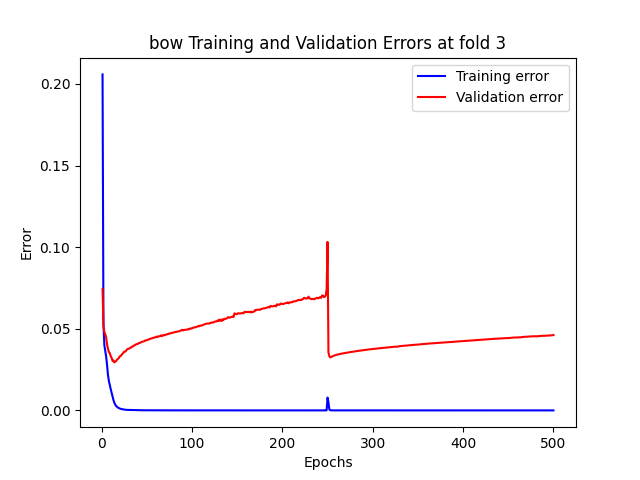 bow Training and Validation Errors at fold 3
Training error
Validation error
0.20
0.15
0.10
0.05
0.00
Error
0
100
200
300
400
500
Epochs